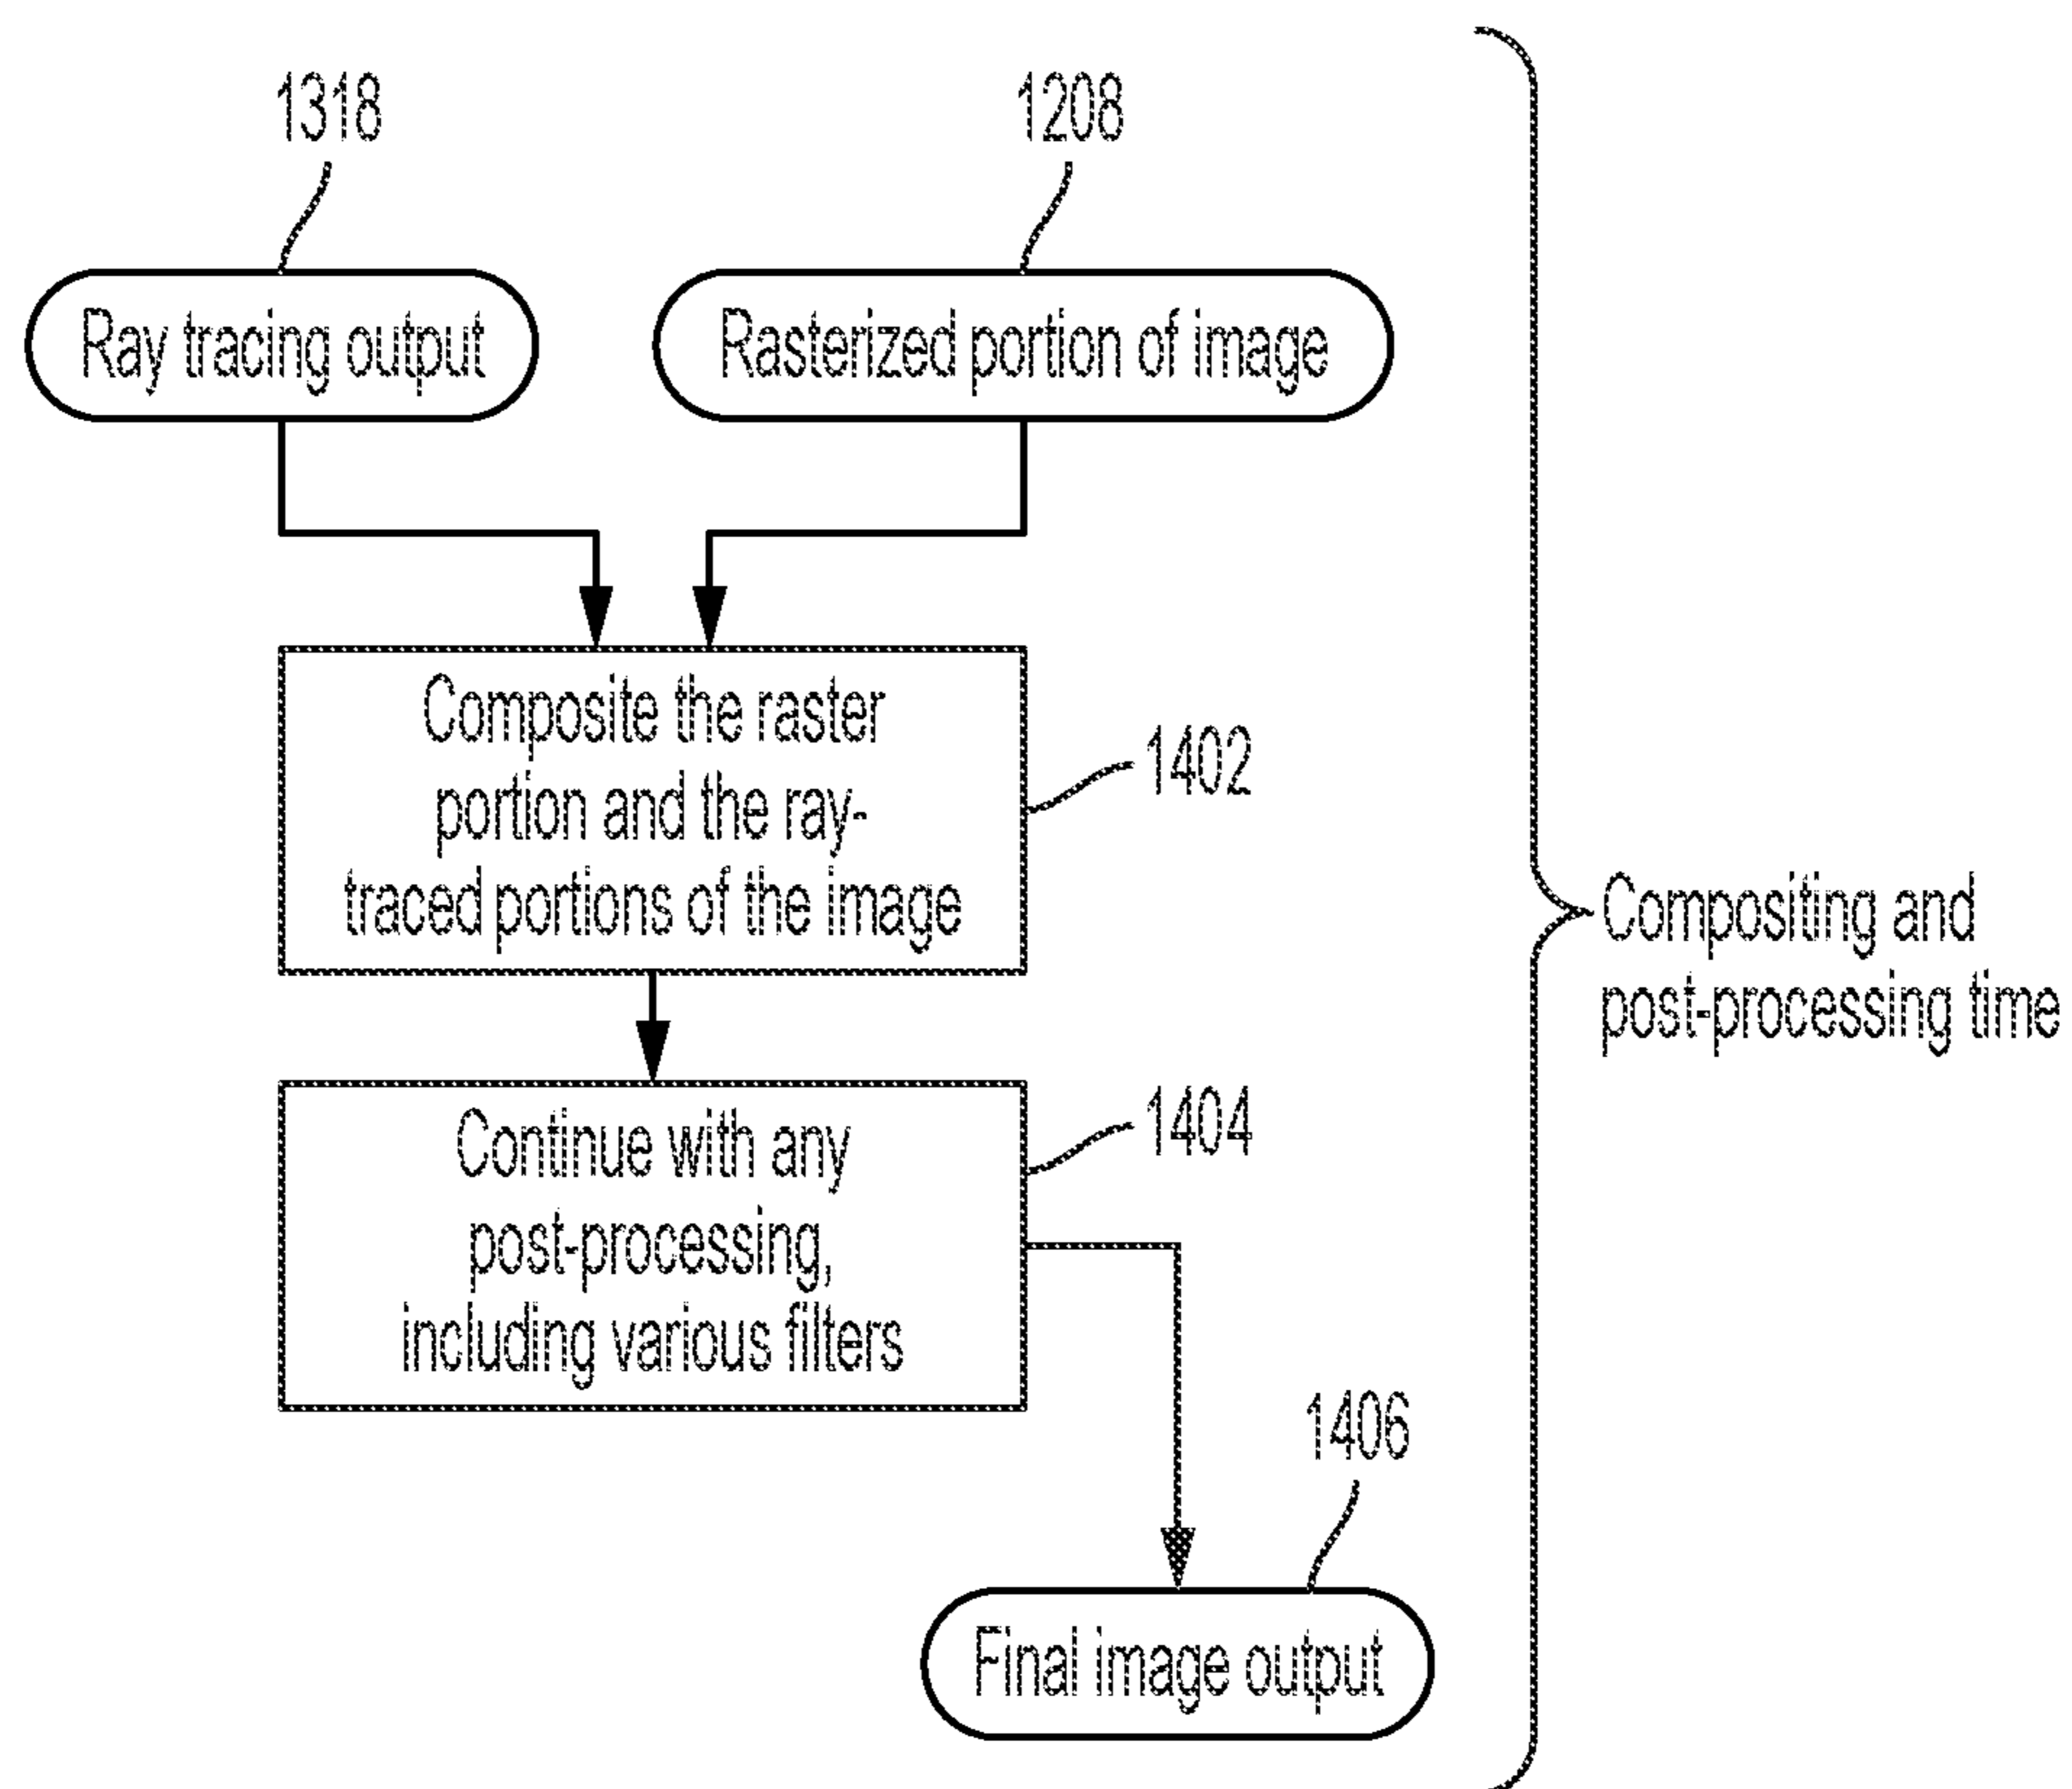 1318
1208
Ray tracing output
Rasterized portion of image
Composite the raster
portion and the ray-
traced portions of the image
1402
Compositing and
post-processing time
Continue with any
post-processing,
including various filters
1404
1406
Final image output